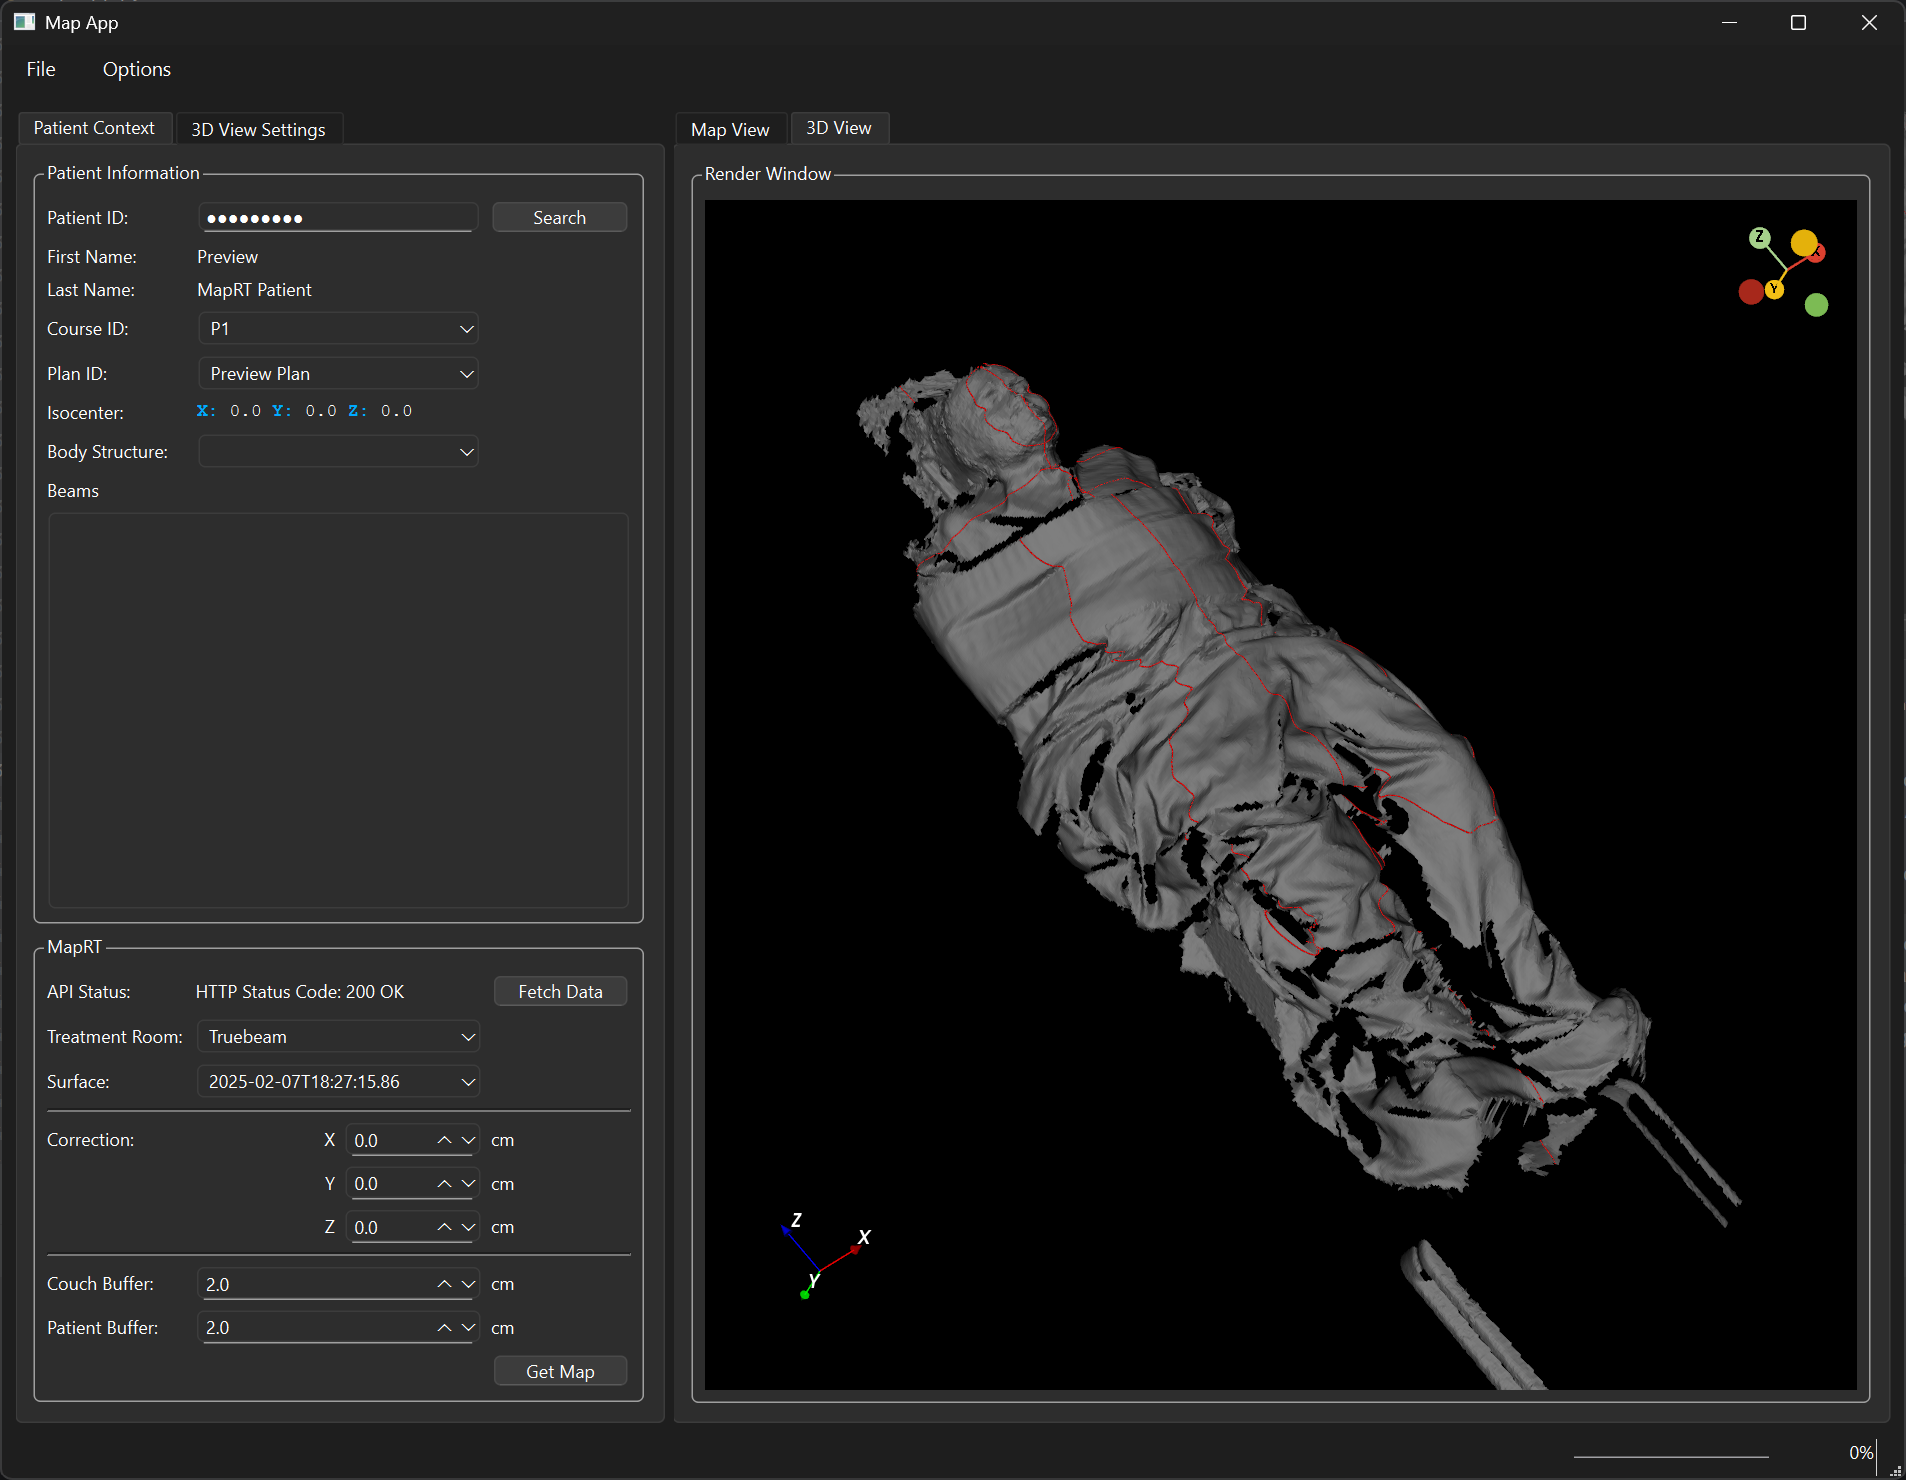 Map App
File Options
Patient Context 3D View Settings
Map View 3D View
Patient Information
Patient ID: ●●●●●●●●● Search
First Name: Preview
Last Name: MapRT Patient
Course ID: P1
Plan ID: Preview Plan
Isocenter: X: 0.0 Y: 0.0 Z: 0.0
Body Structure:
Beams
MapRT
API Status: HTTP Status Code: 200 OK Fetch Data
Treatment Room: Truebeam
Surface: 2025-02-07T18:27:15.86
Correction: X 0.0 cm
Y 0.0 cm
Z 0.0 cm
Couch Buffer: 2.0 cm
Patient Buffer: 2.0 cm
Get Map
Render Window
Z
X
Y
Z
X
Y
0%